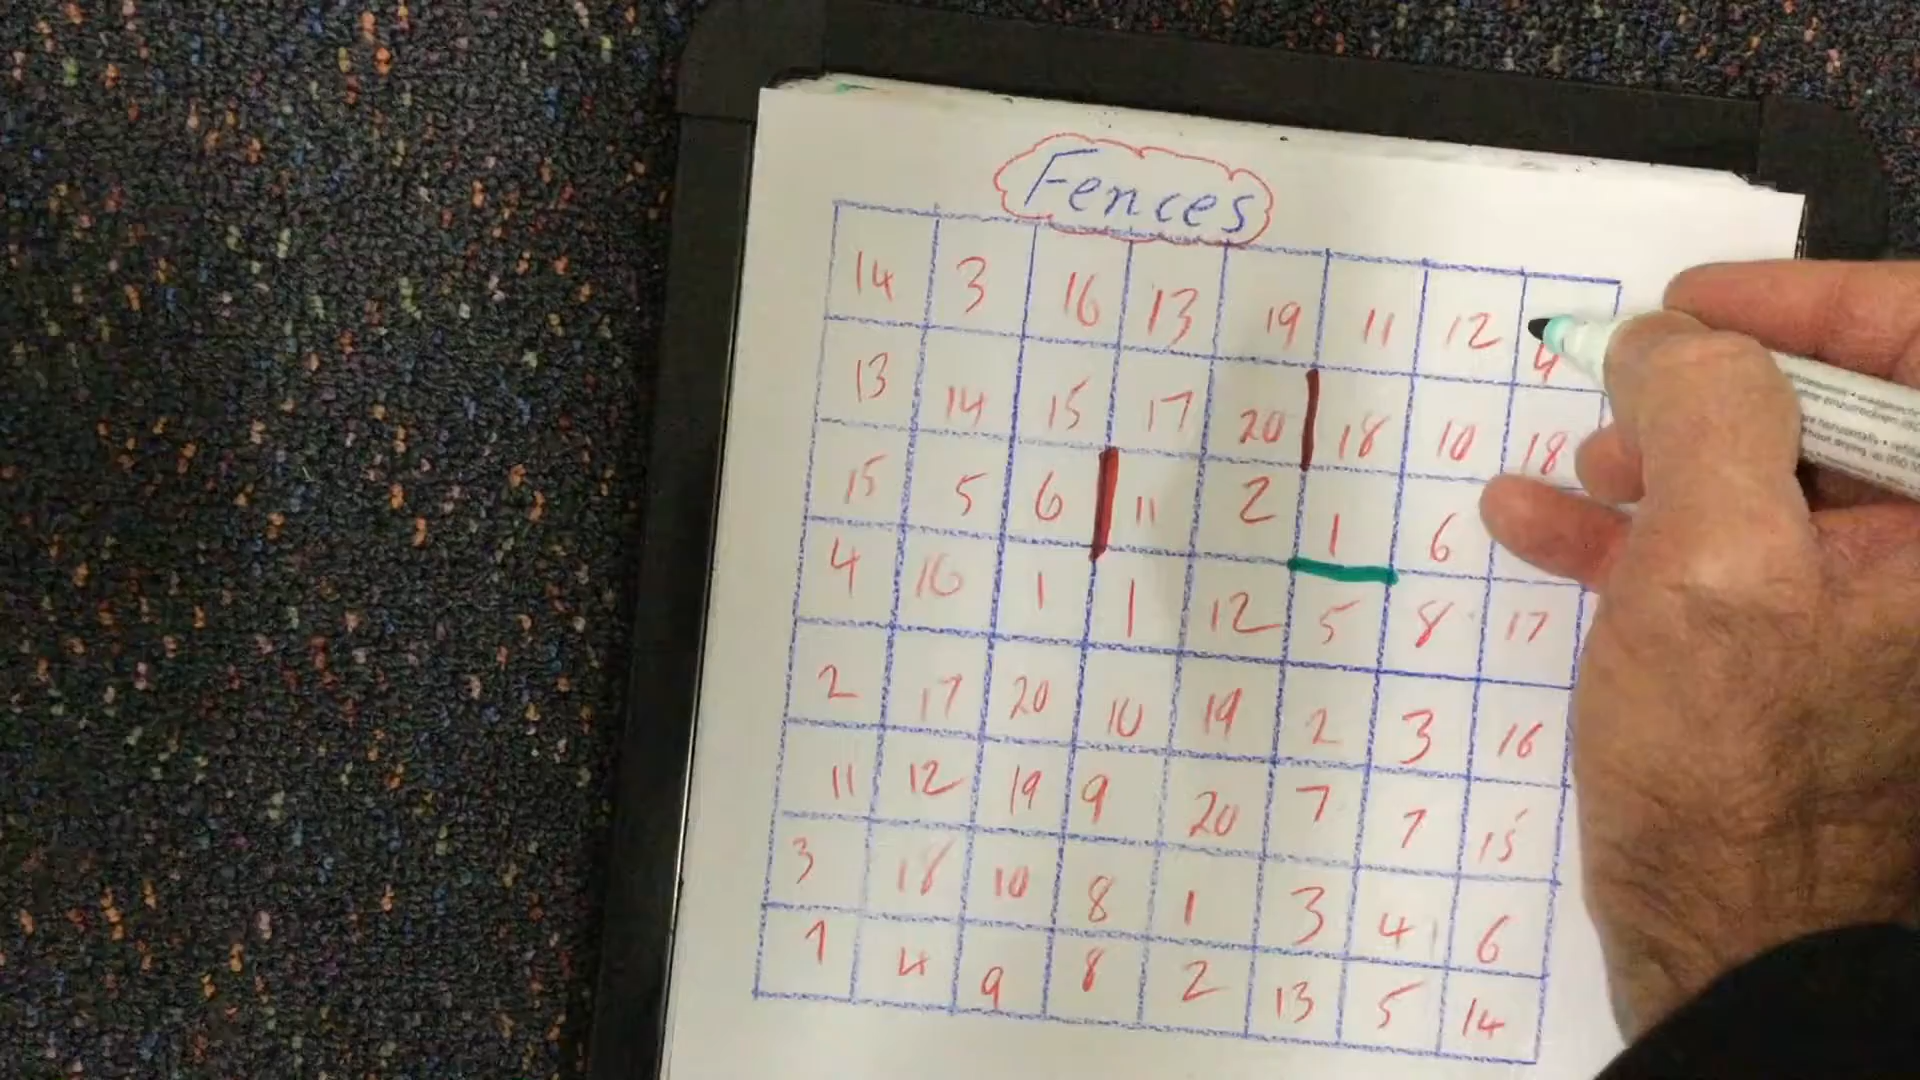 Fences
14 3 16 13 19 11 12 4
13 14 15 17 20 18 10 18
15 5 6 11 2 1 6
4 16 1 1 12 5 8 17
2 17 20 10 19 2 3 16
11 12 19 9 20 7 7 15
3 18 10 8 1 3 4 6
7 4 9 8 2 13 5 14